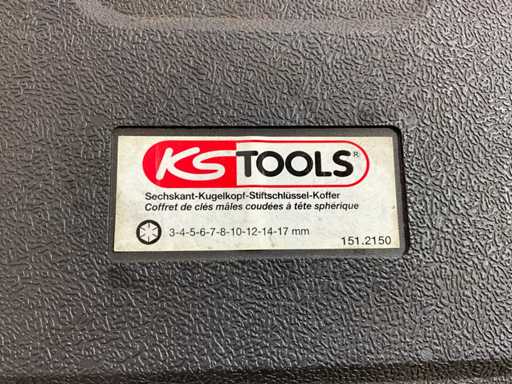 KS TOOLS®
Sechskant-Kugelkopf-Stiftschlüssel-Koffer
Coffret de clés mâles coudées à tête sphérique
3-4-5-6-7-8-10-12-14-17 mm
151.2150